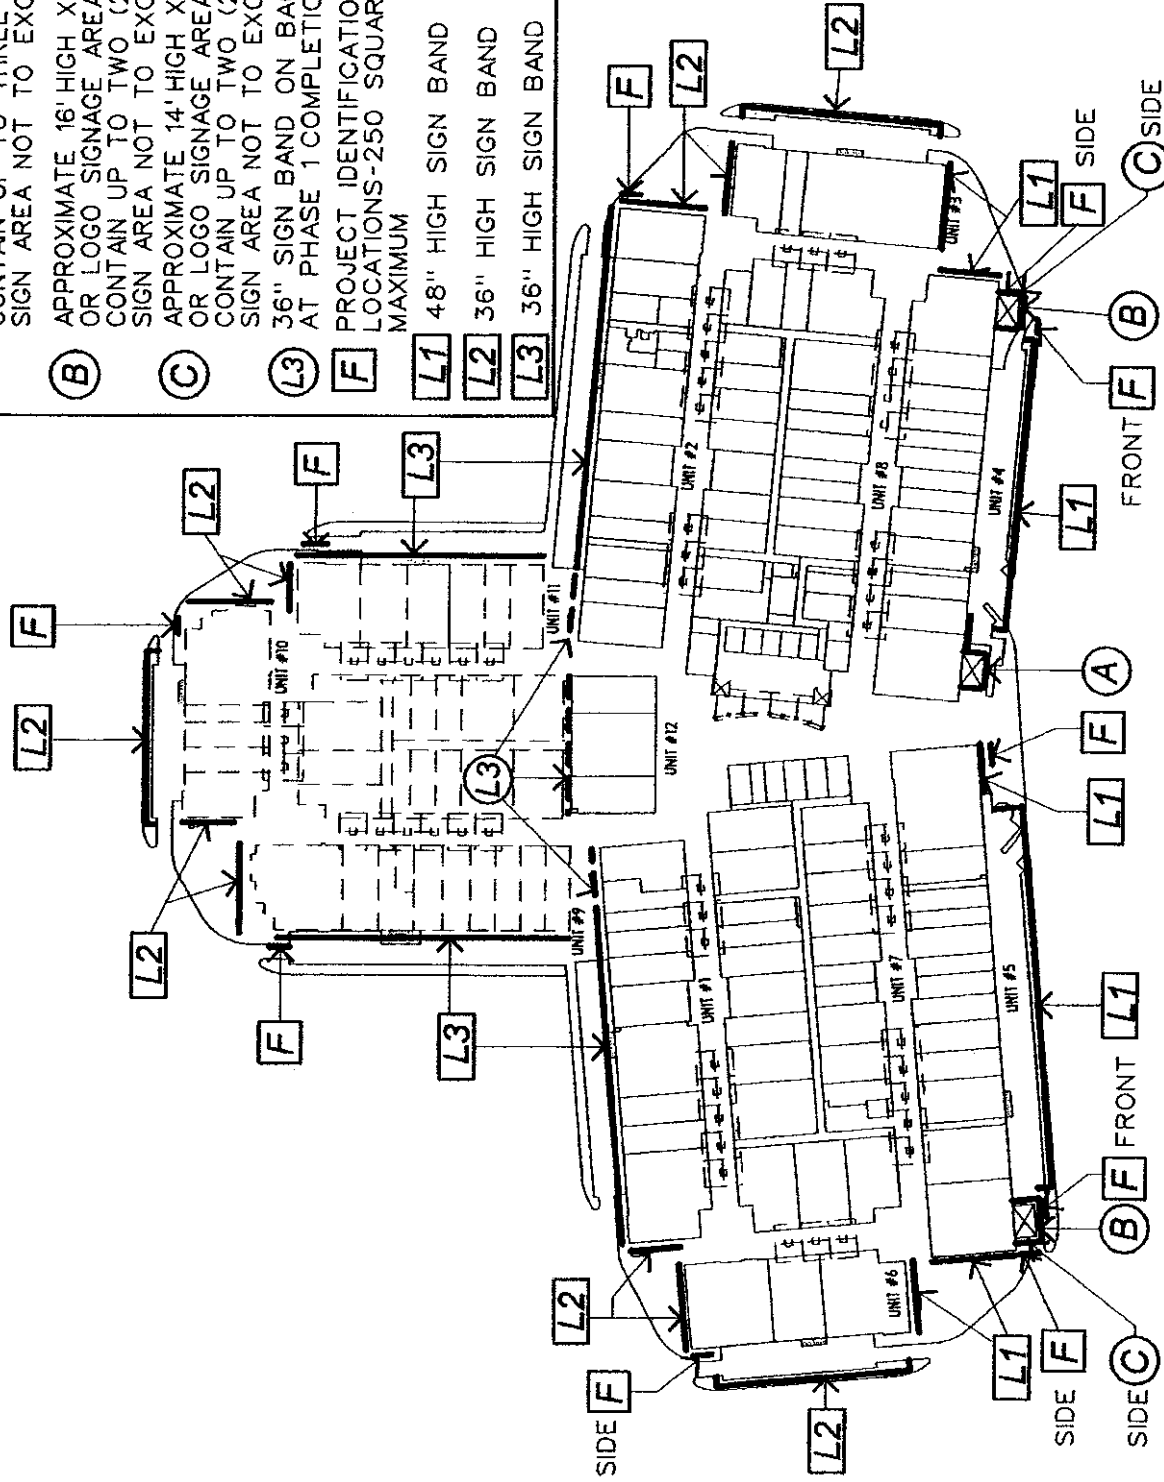 SIGN AREA NOT TO EXC
B APPROXIMATE 16' HIGH X
OR LOGO SIGNAGE AREA
CONTAIN UP TO TWO (2
SIGN AREA NOT TO EXC
C APPROXIMATE 14' HIGH X
OR LOGO SIGNAGE AREA
CONTAIN UP TO TWO (2
SIGN AREA NOT TO EXC
L3 36" SIGN BAND ON BAC
AT PHASE 1 COMPLETIO
F PROJECT IDENTIFICATIO
LOCATIONS-250 SQUAR
MAXIMUM
L1 48" HIGH SIGN BAND
L2 36" HIGH SIGN BAND
L3 36" HIGH SIGN BAND
F
L2
L2
L2
F
L3
F
L2
L2
UNIT #10
UNIT #11
L3
UNIT #12
L2
F
L3
UNIT #9
UNIT #2
UNIT #3
UNIT #8
UNIT #4
L1
F SIDE
C SIDE
B
FRONT F
L1
A
F
L1
UNIT #1
UNIT #7
UNIT #5
UNIT #6
L1
F FRONT
B
L2
SIDE F
L2
L1
SIDE F
SIDE C